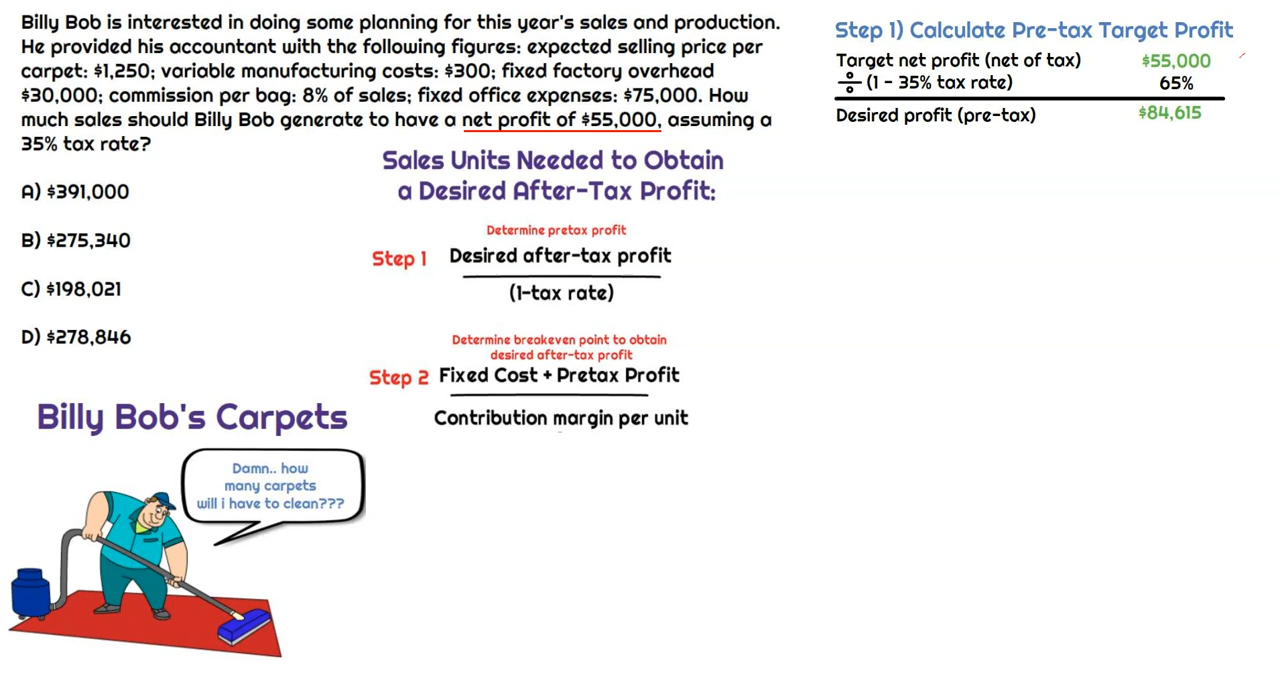 Billy Bob is interested in doing some planning for this year's sales and production.
He provided his accountant with the following figures: expected selling price per
carpet: $1,250; variable manufacturing costs: $300; fixed factory overhead
$30,000; commission per bag: 8% of sales; fixed office expenses: $75,000. How
much sales should Billy Bob generate to have a net profit of $55,000, assuming a
35% tax rate?
A) $391,000
B) $275,340
C) $198,021
D) $278,846
Sales Units Needed to Obtain
a Desired After-Tax Profit:
Determine pretax profit
Step 1 Desired after-tax profit
(1-tax rate)
Determine breakeven point to obtain
desired after-tax profit
Step 2 Fixed Cost + Pretax Profit
Contribution margin per unit
Billy Bob's Carpets
Damn.. how
many carpets
will i have to clean???
Step 1) Calculate Pre-tax Target Profit
Target net profit (net of tax) $55,000
÷ (1 - 35% tax rate) 65%
Desired profit (pre-tax) $84,615